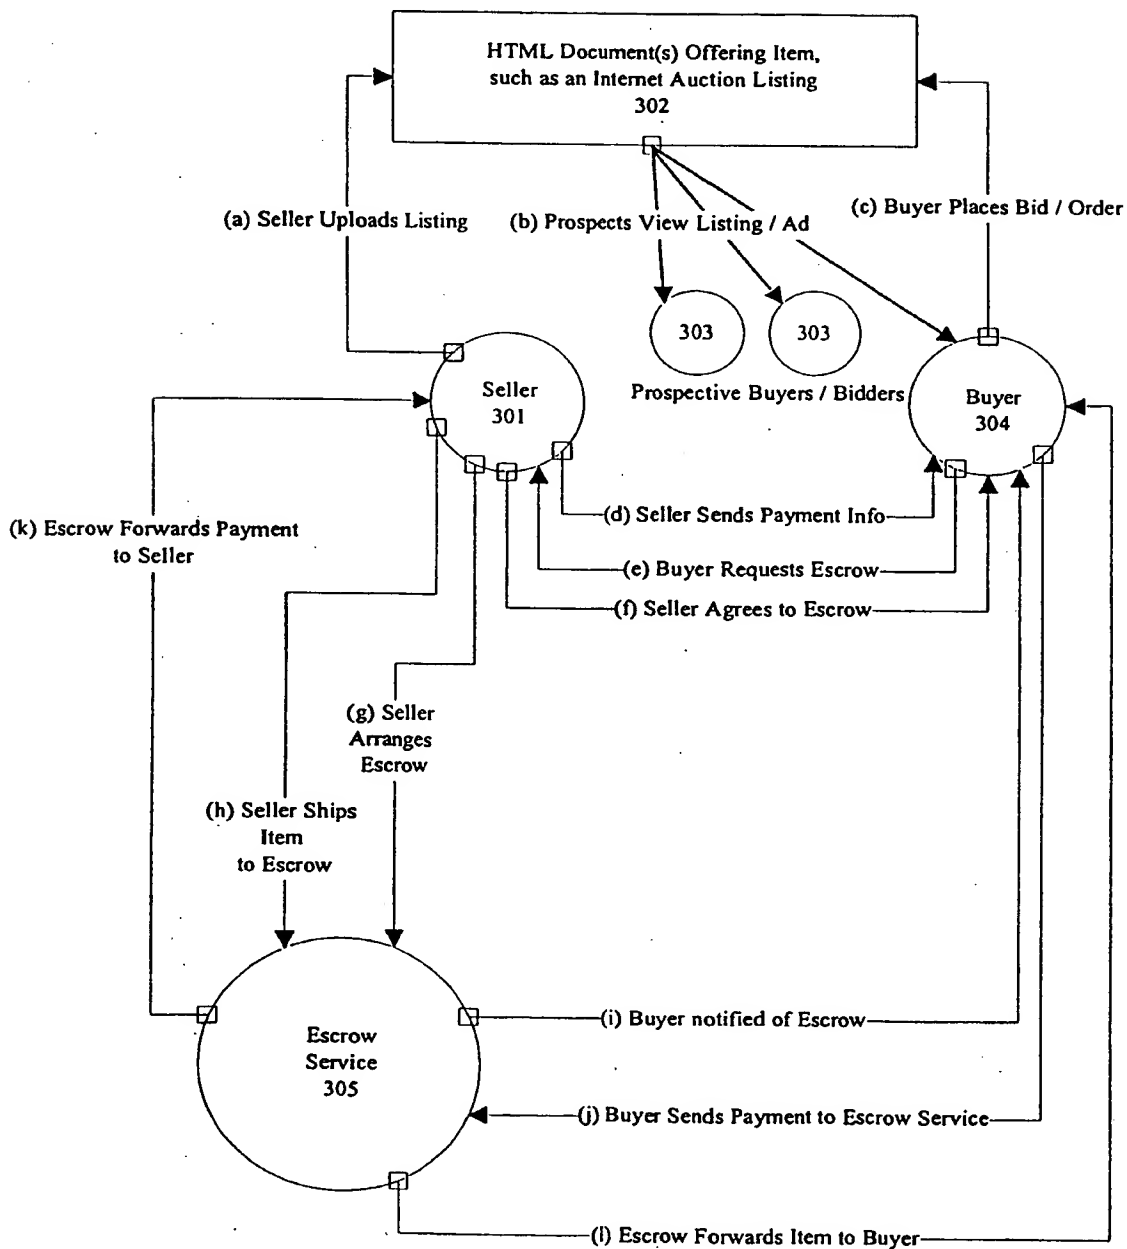 HTML Document(s) Offering Item,
such as an Internet Auction Listing
302
(a) Seller Uploads Listing
(b) Prospects View Listing / Ad
(c) Buyer Places Bid / Order
303
303
Prospective Buyers / Bidders
Seller
301
Buyer
304
(d) Seller Sends Payment Info
(e) Buyer Requests Escrow
(f) Seller Agrees to Escrow
(k) Escrow Forwards Payment
to Seller
(g) Seller
Arranges
Escrow
(h) Seller Ships
Item
to Escrow
Escrow
Service
305
(i) Buyer notified of Escrow
(j) Buyer Sends Payment to Escrow Service
(l) Escrow Forwards Item to Buyer